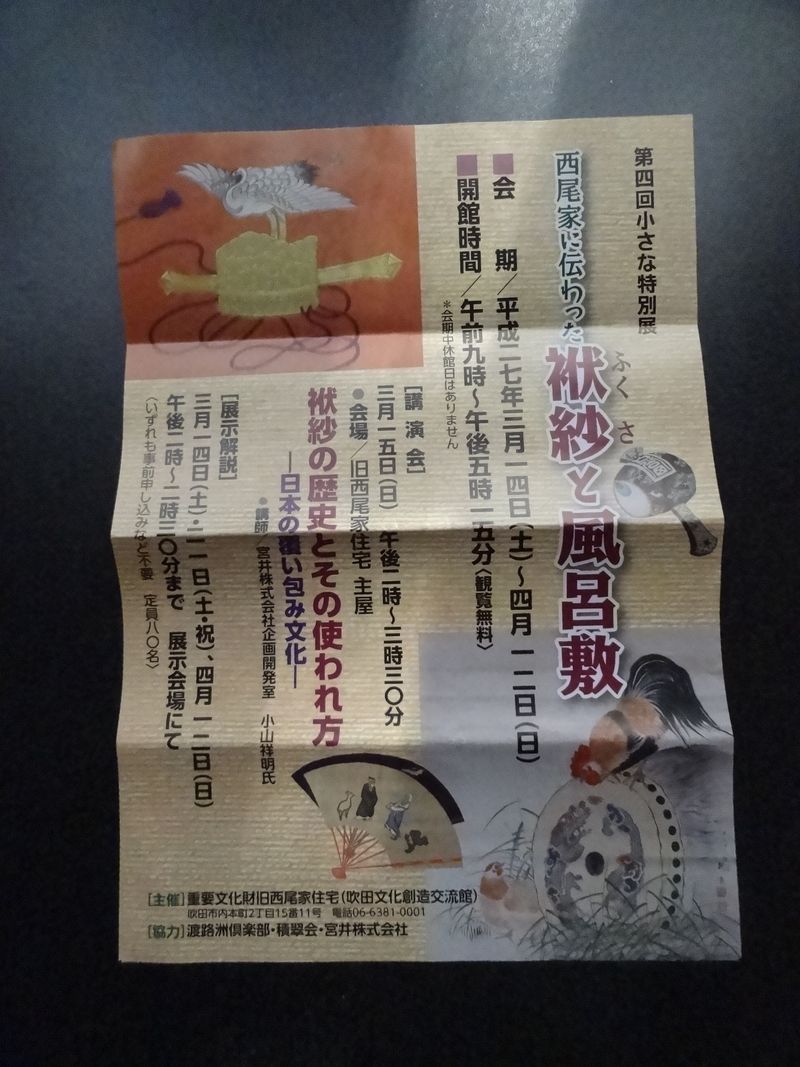 第四回小さな特別展
西尾家に伝わった
ふくさ
袱紗と風呂敷
■会　期／平成二七年三月一四日(土)～四月一二日(日)
■開館時間／午前九時～午後五時一五分〈観覧無料〉
＊会期中休館日はありません
[講演会]
三月一五日(日)　午後二時～三時三〇分
●会場／旧西尾家住宅 主屋
袱紗の歴史とその使われ方
―日本の覆い包み文化―
●講師／宮井株式会社企画開発室　小山祥明氏
[展示解説]
三月一四日(土)・二一日(土・祝)、四月一二日(日)
午後二時～二時三〇分まで　展示会場にて
〈いずれも事前申し込みなど不要　定員八〇名〉
[主催]重要文化財旧西尾家住宅(吹田文化創造交流館)
吹田市内本町2丁目15番11号　電話06-6381-0001
[協力]渡路洲倶楽部・積翠会・宮井株式会社